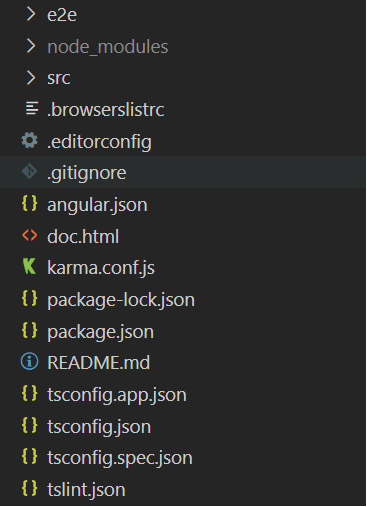 e2e
node_modules
src
.browserslistrc
.editorconfig
.gitignore
angular.json
doc.html
karma.conf.js
package-lock.json
package.json
README.md
tsconfig.app.json
tsconfig.json
tsconfig.spec.json
tslint.json